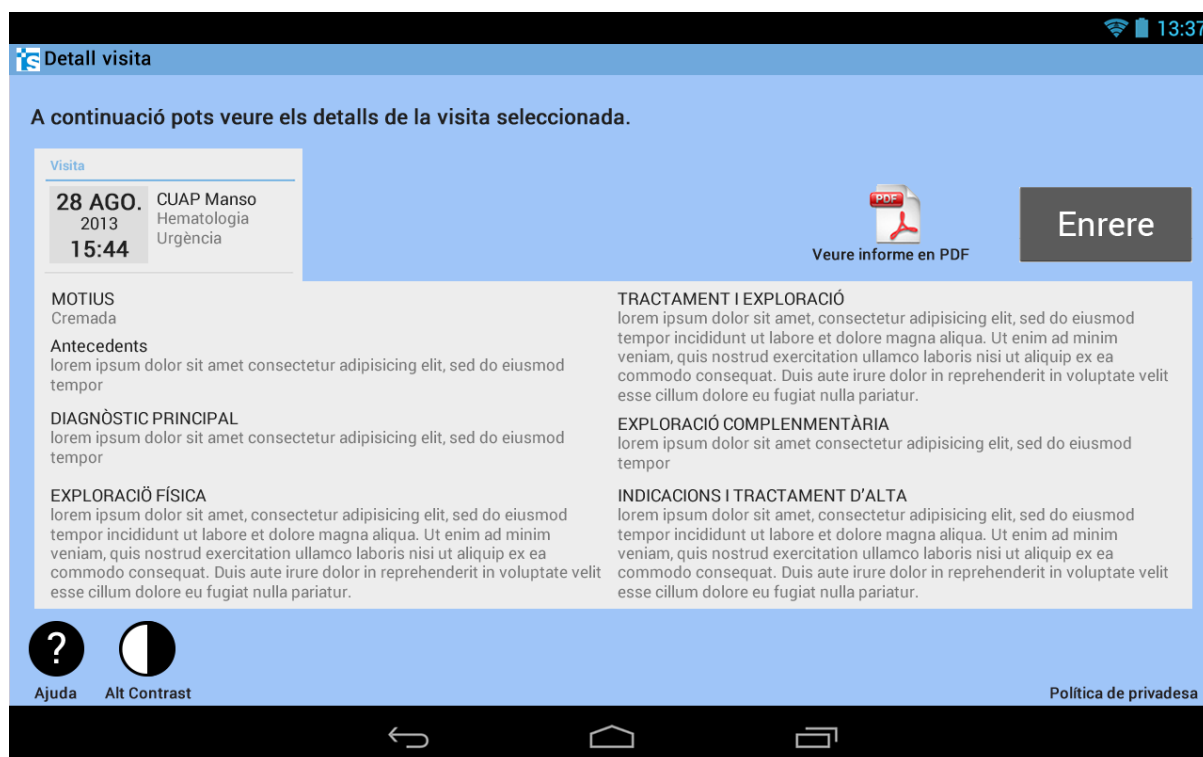 13:37
Detall visita
A continuació pots veure els detalls de la visita seleccionada.
Visita
28 AGO.
2013
15:44
CUAP Manso
Hematologia
Urgència
PDF
Veure informe en PDF
Enrere
MOTIUS
Cremada
Antecedents
lorem ipsum dolor sit amet consectetur adipisicing elit, sed do eiusmod
tempor
DIAGNÒSTIC PRINCIPAL
lorem ipsum dolor sit amet consectetur adipisicing elit, sed do eiusmod
tempor
EXPLORACIÖ FÍSICA
lorem ipsum dolor sit amet, consectetur adipisicing elit, sed do eiusmod
tempor incididunt ut labore et dolore magna aliqua. Ut enim ad minim
veniam, quis nostrud exercitation ullamco laboris nisi ut aliquip ex ea
commodo consequat. Duis aute irure dolor in reprehenderit in voluptate velit
esse cillum dolore eu fugiat nulla pariatur.
TRACTAMENT I EXPLORACIÓ
lorem ipsum dolor sit amet, consectetur adipisicing elit, sed do eiusmod
tempor incididunt ut labore et dolore magna aliqua. Ut enim ad minim
veniam, quis nostrud exercitation ullamco laboris nisi ut aliquip ex ea
commodo consequat. Duis aute irure dolor in reprehenderit in voluptate velit
esse cillum dolore eu fugiat nulla pariatur.
EXPLORACIÓ COMPLENMENTÀRIA
lorem ipsum dolor sit amet consectetur adipisicing elit, sed do eiusmod
tempor
INDICACIONS I TRACTAMENT D'ALTA
lorem ipsum dolor sit amet, consectetur adipisicing elit, sed do eiusmod
tempor incididunt ut labore et dolore magna aliqua. Ut enim ad minim
veniam, quis nostrud exercitation ullamco laboris nisi ut aliquip ex ea
commodo consequat. Duis aute irure dolor in reprehenderit in voluptate velit
esse cillum dolore eu fugiat nulla pariatur.
?
Ajuda
Alt Contrast
Política de privadesa